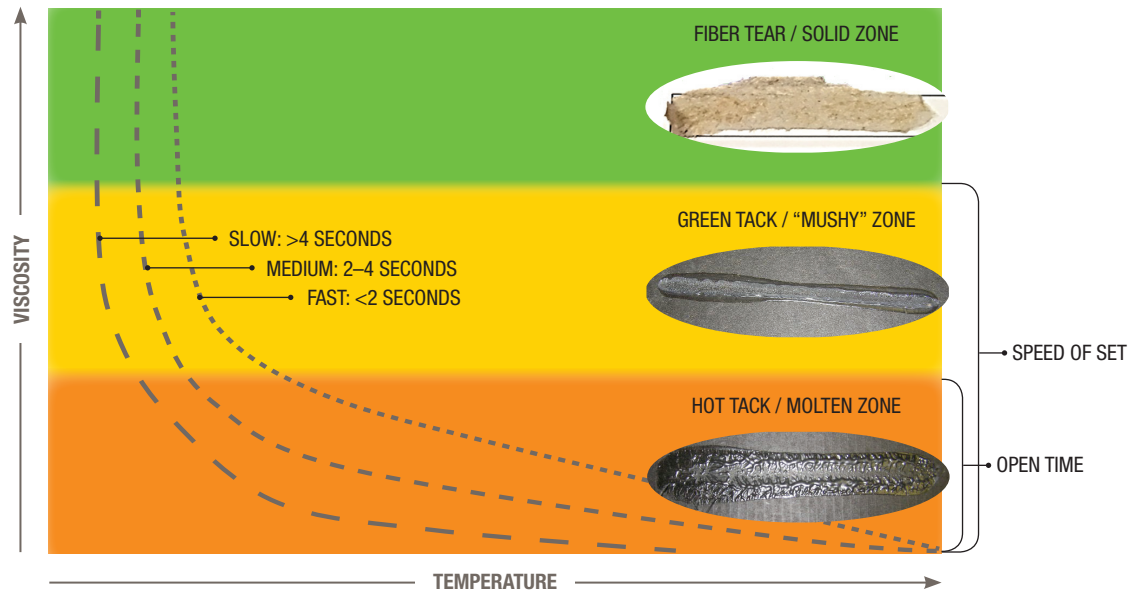 FIBER TEAR / SOLID ZONE
GREEN TACK / “MUSHY” ZONE
SLOW: >4 SECONDS
MEDIUM: 2–4 SECONDS
FAST: <2 SECONDS
VISCOSITY
SPEED OF SET
HOT TACK / MOLTEN ZONE
OPEN TIME
TEMPERATURE